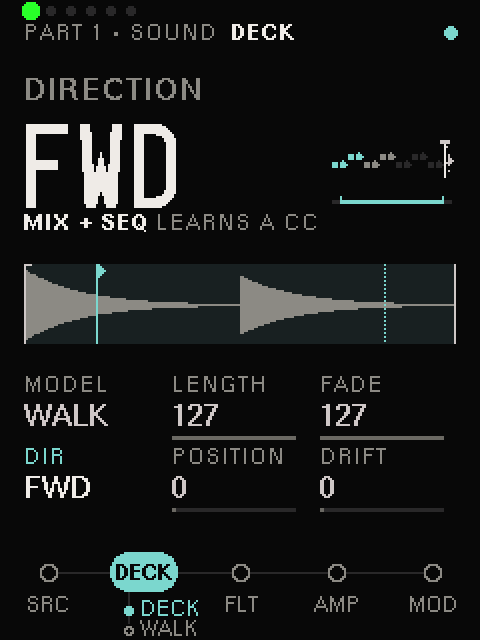 PART 1 · SOUND DECK
DIRECTION
FWD
MIX + SEQ LEARNS A CC
MODEL LENGTH FADE
WALK 127 127
DIR POSITION DRIFT
FWD 0 0
DECK
SRC DECK FLT AMP MOD
WALK